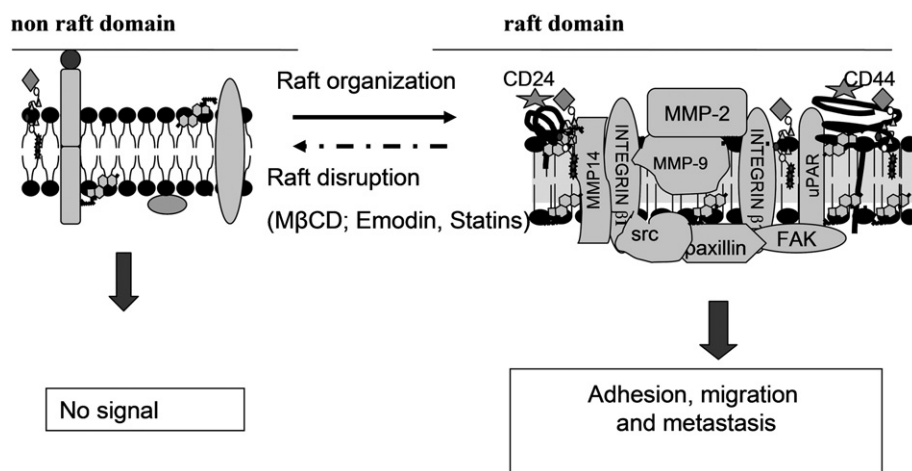 non raft domain
raft domain
Raft organization
Raft disruption
(MβCD; Emodin, Statins)
CD24
CD44
MMP-2
MMP-9
MMP14
INTEGRIN β1
INTEGRIN β
uPAR
src
paxillin
FAK
No signal
Adhesion, migration
and metastasis